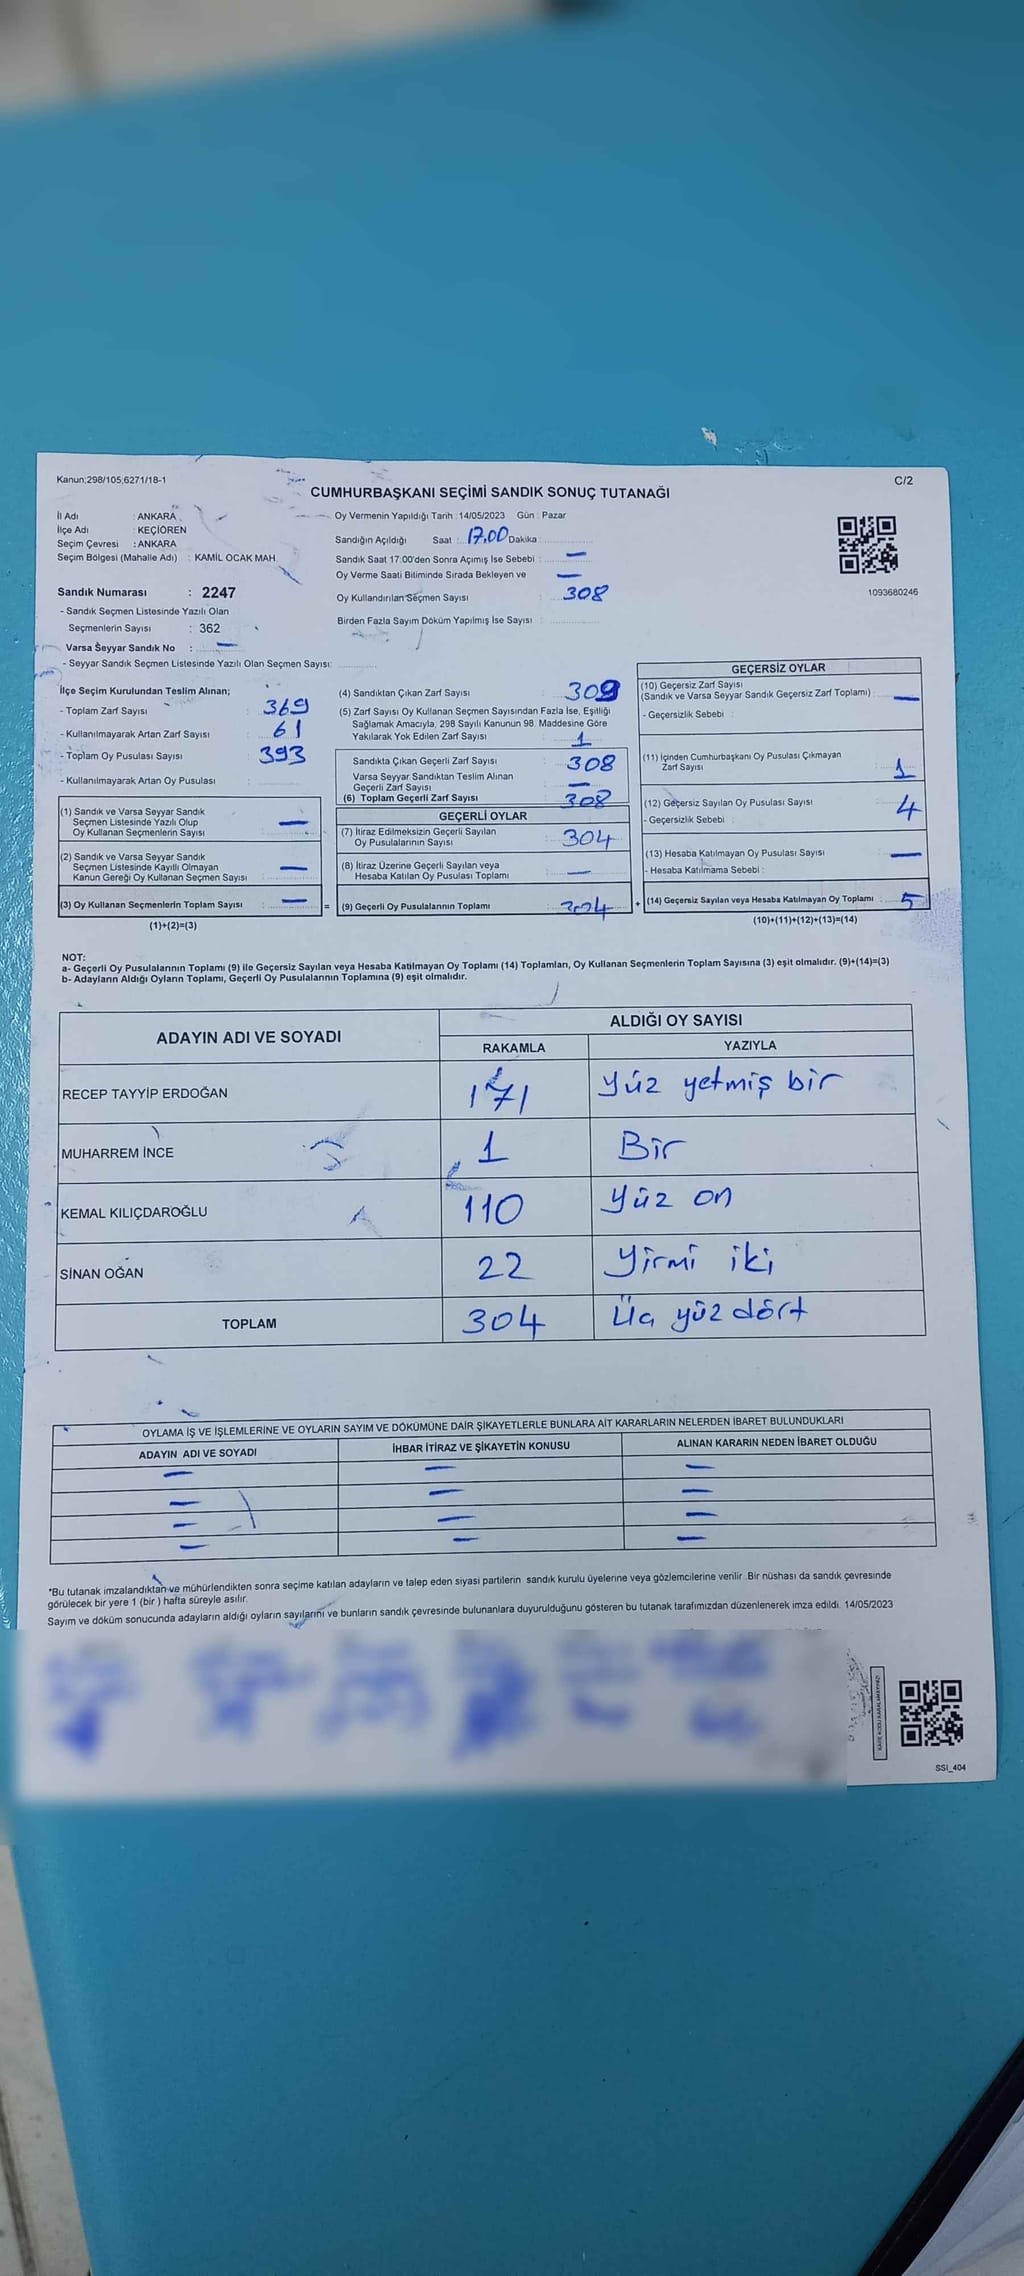 Kanun;298/105;6271/18-1
C/2
CUMHURBAŞKANI SEÇİMİ SANDIK SONUÇ TUTANAĞI
İl Adı : ANKARA
İlçe Adı : KEÇİÖREN
Seçim Çevresi : ANKARA
Seçim Bölgesi (Mahalle Adı) : KAMİL OCAK MAH.
Sandık Numarası : 2247
- Sandık Seçmen Listesinde Yazılı Olan
Seçmenlerin Sayısı : 362
Varsa Seyyar Sandık No : —
- Seyyar Sandık Seçmen Listesinde Yazılı Olan Seçmen Sayısı:
Oy Vermenin Yapıldığı Tarih : 14/05/2023 Gün : Pazar
Sandığın Açıldığı Saat : 17.00 Dakika :
Sandık Saat 17:00'den Sonra Açımış İse Sebebi : —
Oy Verme Saati Bitiminde Sırada Bekleyen ve —
Oy Kullandırılan Seçmen Sayısı : 308
Birden Fazla Sayım Döküm Yapılmış İse Sayısı :
1093680246
İlçe Seçim Kurulundan Teslim Alınan;
- Toplam Zarf Sayısı : 369
- Kullanılmayarak Artan Zarf Sayısı : 61
- Toplam Oy Pusulası Sayısı : 393
- Kullanılmayarak Artan Oy Pusulası :
(1) Sandık ve Varsa Seyyar Sandık
Seçmen Listesinde Yazılı Olup
Oy Kullanan Seçmenlerin Sayısı : —
(2) Sandık ve Varsa Seyyar Sandık
Seçmen Listesinde Kayıtlı Olmayan
Kanun Gereği Oy Kullanan Seçmen Sayısı : —
(3) Oy Kullanan Seçmenlerin Toplam Sayısı : — =
(1)+(2)=(3)
(4) Sandıktan Çıkan Zarf Sayısı : 309
(5) Zarf Sayısı Oy Kullanan Seçmen Sayısından Fazla İse, Eşitliği
Sağlamak Amacıyla, 298 Sayılı Kanunun 98. Maddesine Göre
Yakılarak Yok Edilen Zarf Sayısı : 1
Sandıkta Çıkan Geçerli Zarf Sayısı : 308
Varsa Seyyar Sandıktan Teslim Alınan
Geçerli Zarf Sayısı : —
(6) Toplam Geçerli Zarf Sayısı : 308
GEÇERLİ OYLAR
(7) İtiraz Edilmeksizin Geçerli Sayılan
Oy Pusulalarının Sayısı : 304
(8) İtiraz Üzerine Geçerli Sayılan veya
Hesaba Katılan Oy Pusulası Toplamı : —
(9) Geçerli Oy Pusulalarının Toplamı : 304 +
GEÇERSİZ OYLAR
(10) Geçersiz Zarf Sayısı
(Sandık ve Varsa Seyyar Sandık Geçersiz Zarf Toplamı) : —
- Geçersizlik Sebebi :
(11) İçinden Cumhurbaşkanı Oy Pusulası Çıkmayan
Zarf Sayısı : 1
(12) Geçersiz Sayılan Oy Pusulası Sayısı : 4
- Geçersizlik Sebebi :
(13) Hesaba Katılmayan Oy Pusulası Sayısı : —
- Hesaba Katılmama Sebebi :
(14) Geçersiz Sayılan veya Hesaba Katılmayan Oy Toplamı : 5
(10)+(11)+(12)+(13)=(14)
NOT:
a- Geçerli Oy Pusulalarının Toplamı (9) ile Geçersiz Sayılan veya Hesaba Katılmayan Oy Toplamı (14) Toplamları, Oy Kullanan Seçmenlerin Toplam Sayısına (3) eşit olmalıdır. (9)+(14)=(3)
b- Adayların Aldığı Oyların Toplamı, Geçerli Oy Pusulalarının Toplamına (9) eşit olmalıdır.
ADAYIN ADI VE SOYADI
ALDIĞI OY SAYISI
RAKAMLA YAZIYLA
RECEP TAYYİP ERDOĞAN 171 Yüz yetmiş bir
MUHARREM İNCE 1 Bir
KEMAL KILIÇDAROĞLU 110 Yüz on
SİNAN OĞAN 22 Yirmi iki
TOPLAM 304 Üç yüz dört
OYLAMA İŞ VE İŞLEMLERİNE VE OYLARIN SAYIM VE DÖKÜMÜNE DAİR ŞİKAYETLERLE BUNLARA AİT KARARLARIN NELERDEN İBARET BULUNDUKLARI
ADAYIN ADI VE SOYADI İHBAR İTİRAZ VE ŞİKAYETİN KONUSU ALINAN KARARIN NEDEN İBARET OLDUĞU
— — —
— — —
— — —
— — —
*Bu tutanak imzalandıktan ve mühürlendikten sonra seçime katılan adayların ve talep eden siyasi partilerin sandık kurulu üyelerine veya gözlemcilerine verilir. Bir nüshası da sandık çevresinde
görülecek bir yere 1 (bir ) hafta süreyle asılır.
Sayım ve döküm sonucunda adayların aldığı oyların sayılarını ve bunların sandık çevresinde bulunanlara duyurulduğunu gösteren bu tutanak tarafımızdan düzenlenerek imza edildi. 14/05/2023
KARE KODU KARALAMAYINIZ!
SSI_404